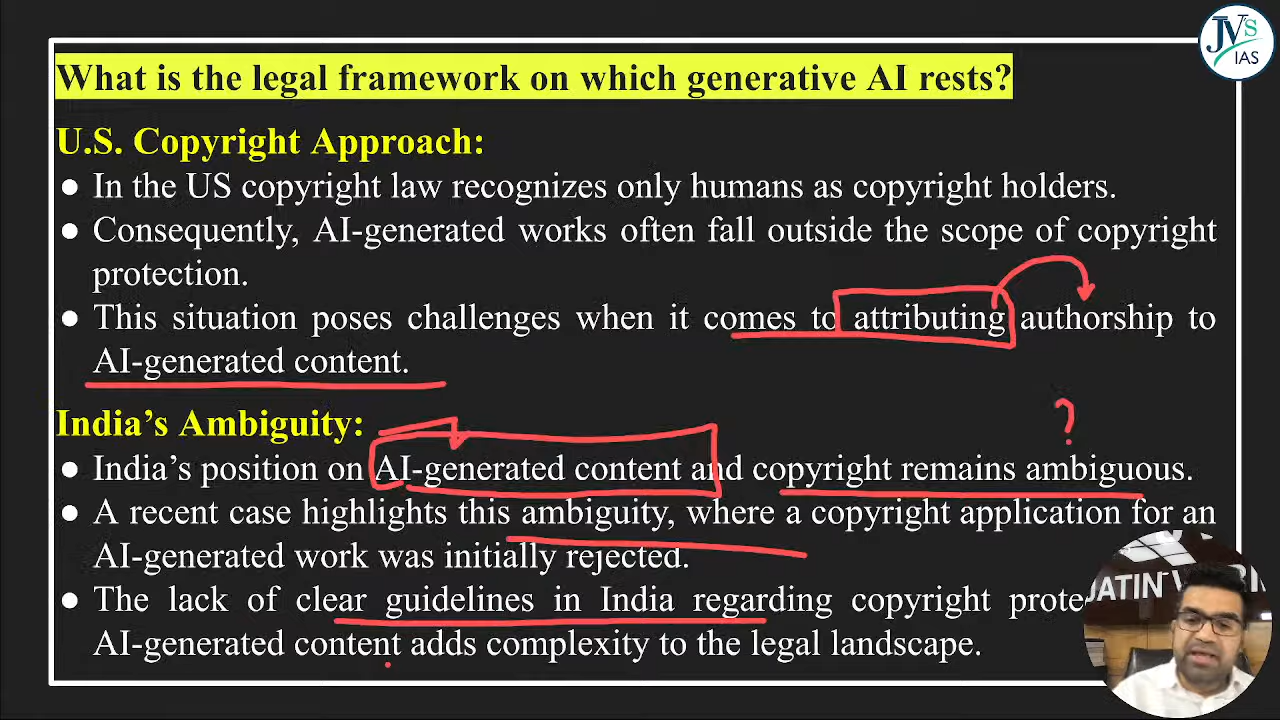 JV's
IAS
What is the legal framework on which generative AI rests?
U.S. Copyright Approach:
● In the US copyright law recognizes only humans as copyright holders.
● Consequently, AI-generated works often fall outside the scope of copyright
protection.
● This situation poses challenges when it comes to attributing authorship to
AI-generated content.
?
India's Ambiguity:
● India's position on AI-generated content and copyright remains ambiguous.
● A recent case highlights this ambiguity, where a copyright application for an
AI-generated work was initially rejected.
● The lack of clear guidelines in India regarding copyright
AI-generated content adds complexity to the legal landscape.
JATIN